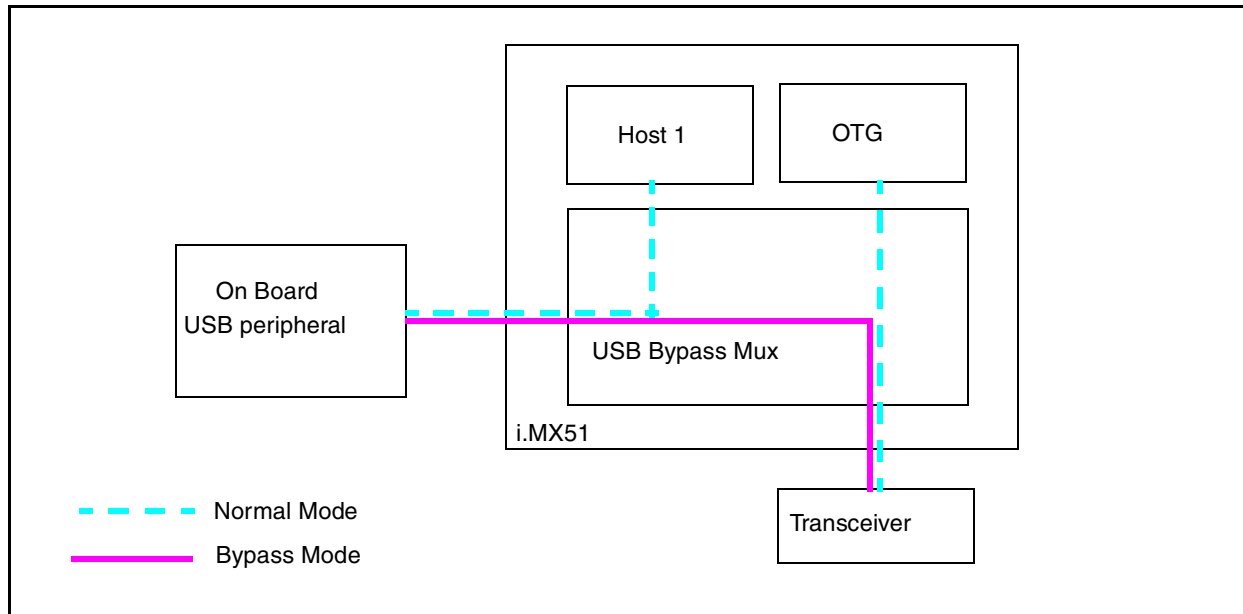 Host 1
OTG
On Board
USB peripheral
USB Bypass Mux
i.MX51
Transceiver
Normal Mode
Bypass Mode